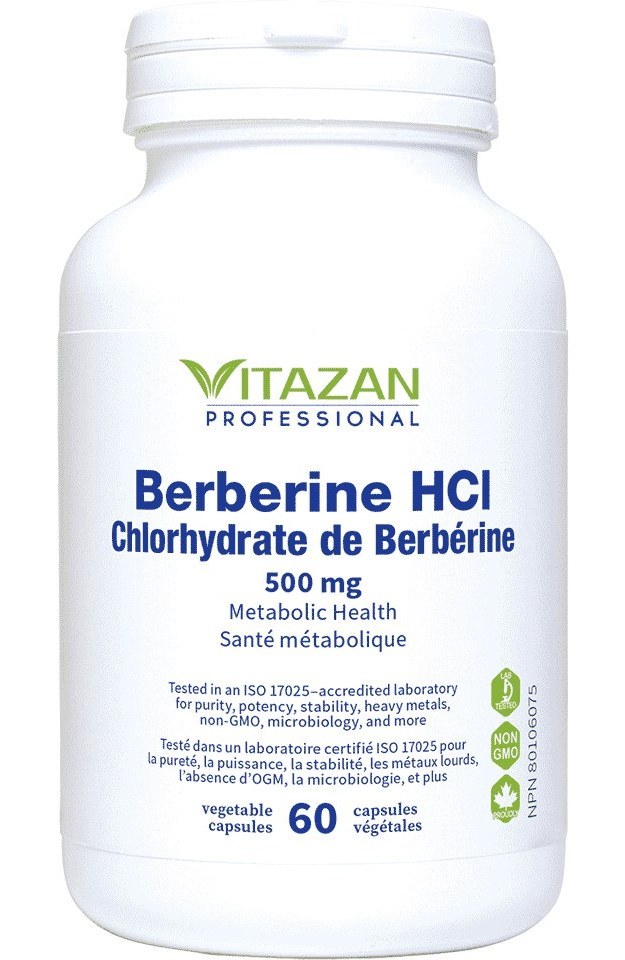 VITAZAN
PROFESSIONAL
Berberine HCl
Chlorhydrate de Berbérine
500 mg
Metabolic Health
Santé métabolique
Tested in an ISO 17025–accredited laboratory
for purity, potency, stability, heavy metals,
non-GMO, microbiology, and more
Testé dans un laboratoire certifié ISO 17025 pour
la pureté, la puissance, la stabilité, les métaux lourds,
l’absence d’OGM, la microbiologie, et plus
vegetable
capsules
60
capsules
végétales
LAB
TESTED
NON
GMO
PROUDLY
NPN 80106075